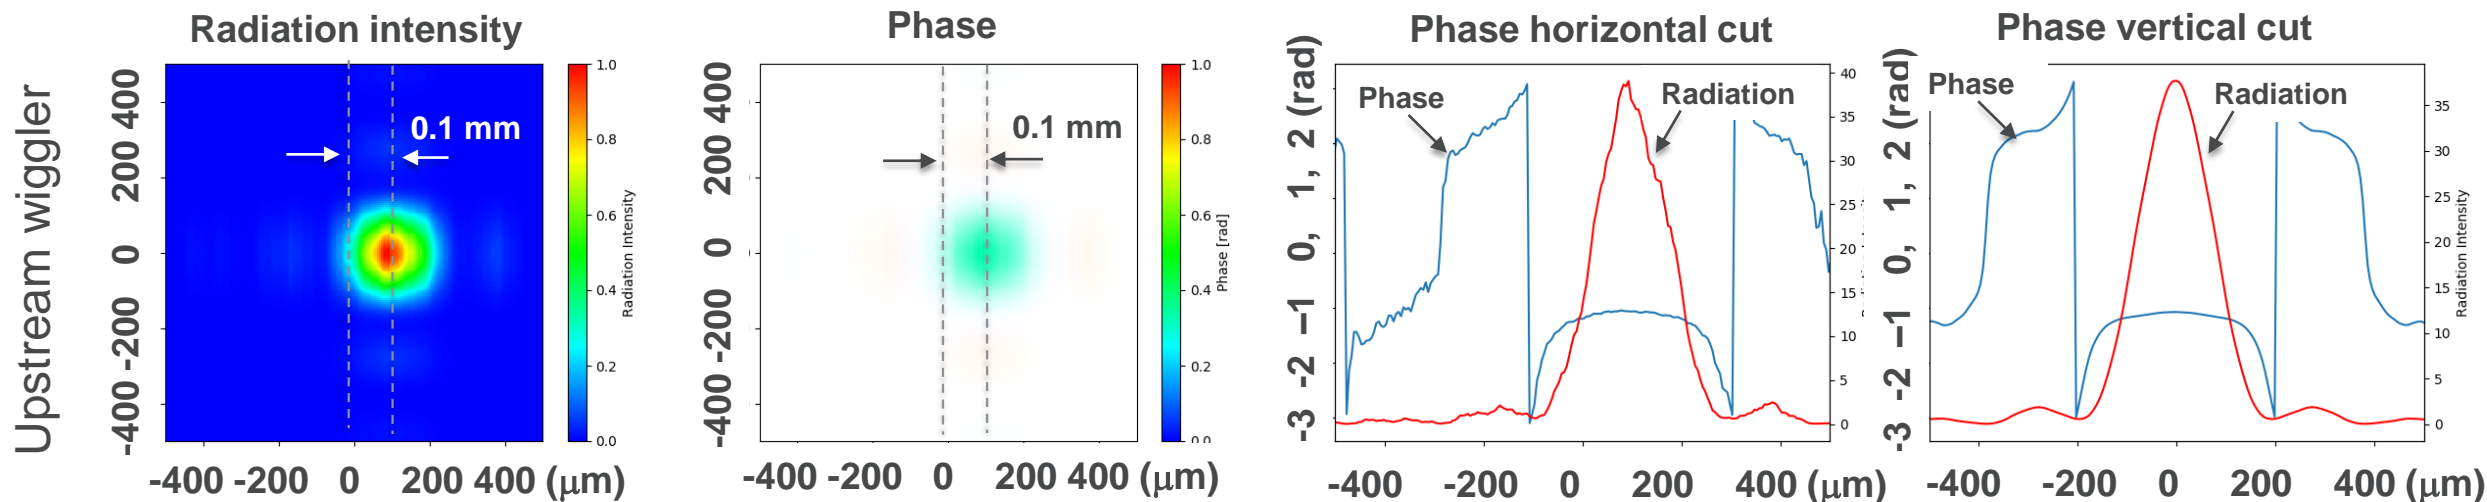 Upstream wiggler
Radiation intensity
400
200
0
-200
-400
-400 -200 0 200 400 (μm)
0.1 mm
1.0
0.8
0.6
0.4
0.2
0.0
Radiation Intensity
Phase
400
200
0
-200
-400
-400 -200 0 200 400 (μm)
0.1 mm
1.0
0.8
0.6
0.4
0.2
Phase [rad]
Phase horizontal cut
-3 -2 -1 0, 1, 2 (rad)
Phase
Radiation
40
35
30
25
20
15
10
5
0
-400 -200 0 200 400 (μm)
Phase vertical cut
-3 -2 -1 0, 1, 2 (rad)
Phase
Radiation
35
30
25
20
15
10
5
0
Radiation Intensity
-400 -200 0 200 400 (μm)